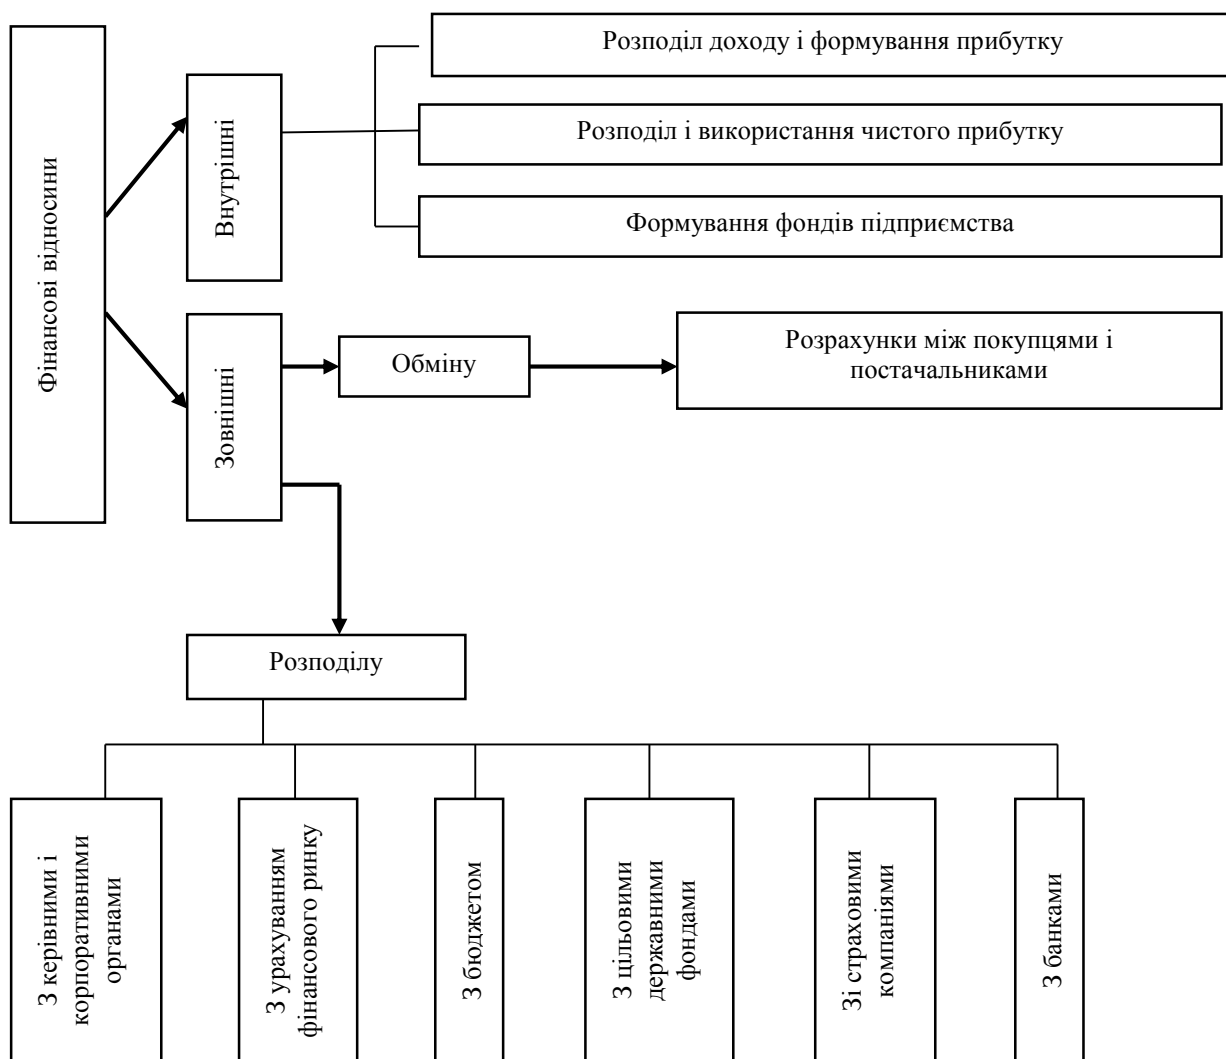 Фінансові відносини
Внутрішні
Розподіл доходу і формування прибутку
Розподіл і використання чистого прибутку
Формування фондів підприємства
Зовнішні
Обміну
Розрахунки між покупцями і
постачальниками
Розподілу
З керівними і
корпоративними
органами
З урахуванням
фінансового ринку
З бюджетом
З цільовими
державними
фондами
Зі страховими
компаніями
З банками